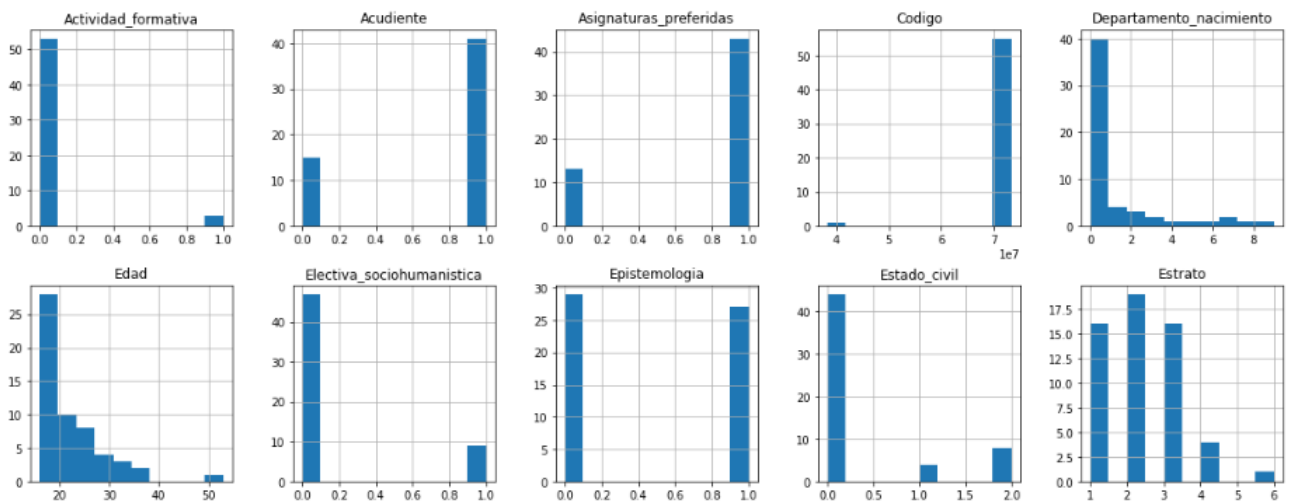 Actividad_formativa Acudiente Asignaturas_preferidas Codigo Departamento_nacimiento
50 40 40 50 40
40 30 30 40 30
30 20 20 30 20
20 10 10 20 10
10 0 0 10 0
0 0
0.0 0.2 0.4 0.6 0.8 1.0 0.0 0.2 0.4 0.6 0.8 1.0 0.0 0.2 0.4 0.6 0.8 1.0 4 5 6 7 0 2 4 6 8
1e7
Edad Electiva_sociohumanistica Epistemologia Estado_civil Estrato
25 40 30 40 17.5
20 30 25 30 15.0
15 20 20 20 12.5
10 10 15 10 10.0
5 0 10 0 7.5
0 5 5.0
0 2.5
0.0
20 30 40 50 0.0 0.2 0.4 0.6 0.8 1.0 0.0 0.2 0.4 0.6 0.8 1.0 0.0 0.5 1.0 1.5 2.0 1 2 3 4 5 6